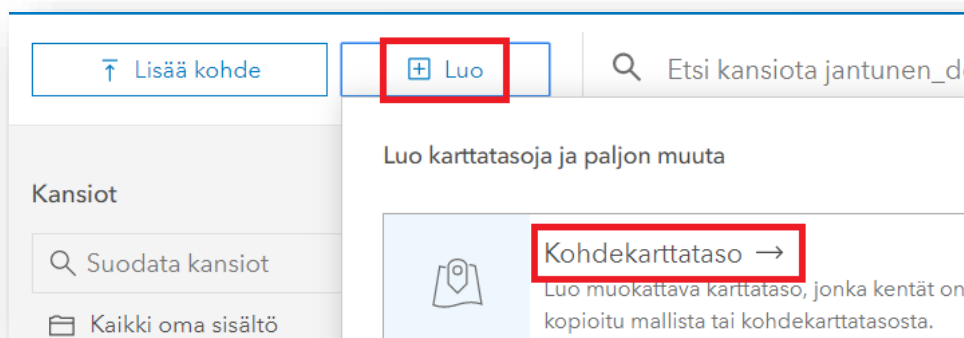 Lisää kohde
Luo
Etsi kansiota
Luo karttatasoja ja paljon muuta
Kansiot
Suodata kansiot
Kohdekarttataso →
Luo muokattava karttataso, jonka kentät on
kopioitu mallista tai kohdekarttatasosta.
Kaikki oma sisältö